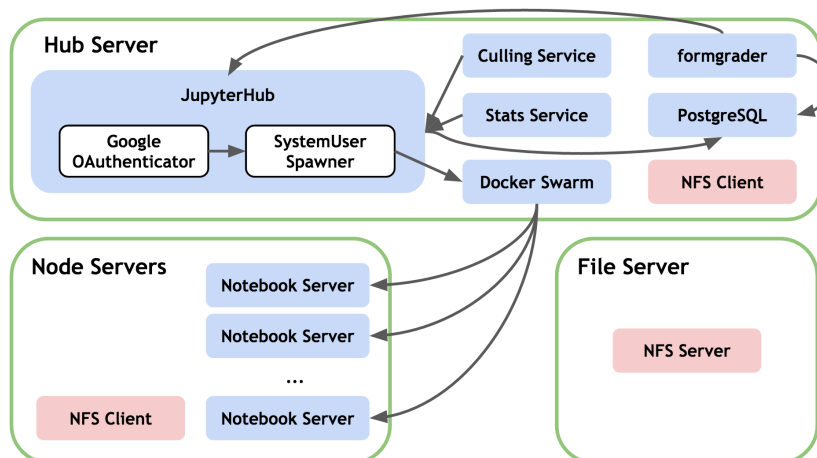 Hub Server
Culling Service
formgrader
JupyterHub
Stats Service
PostgreSQL
Google
OAuthenticator
SystemUser
Spawner
Docker Swarm
NFS Client
Node Servers
Notebook Server
Notebook Server
...
NFS Client
Notebook Server
File Server
NFS Server